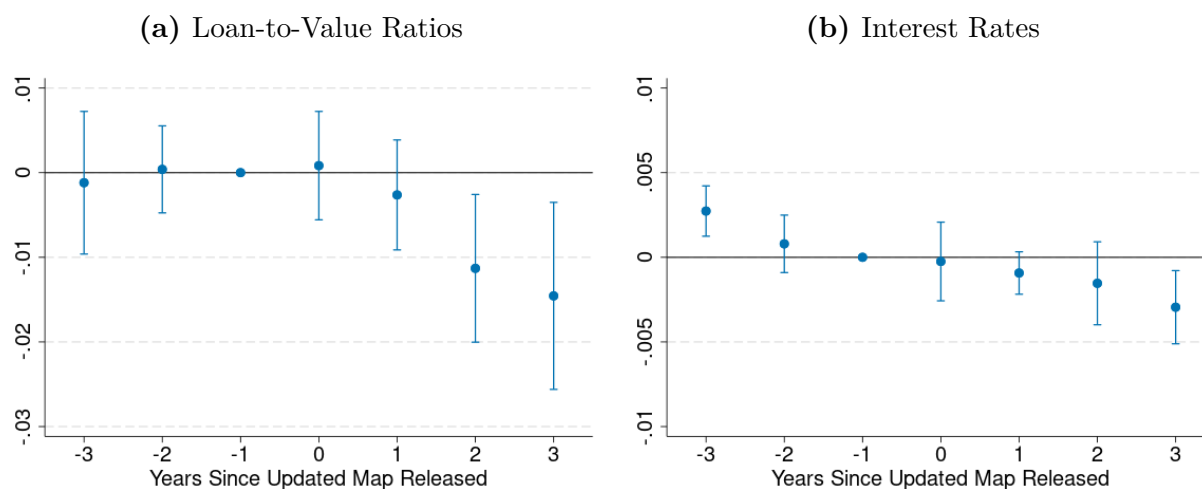 (a) Loan-to-Value Ratios
.01
0
-.01
-.02
-.03
-3 -2 -1 0 1 2 3
Years Since Updated Map Released
(b) Interest Rates
.01
.005
0
-.005
-.01
-3 -2 -1 0 1 2 3
Years Since Updated Map Released